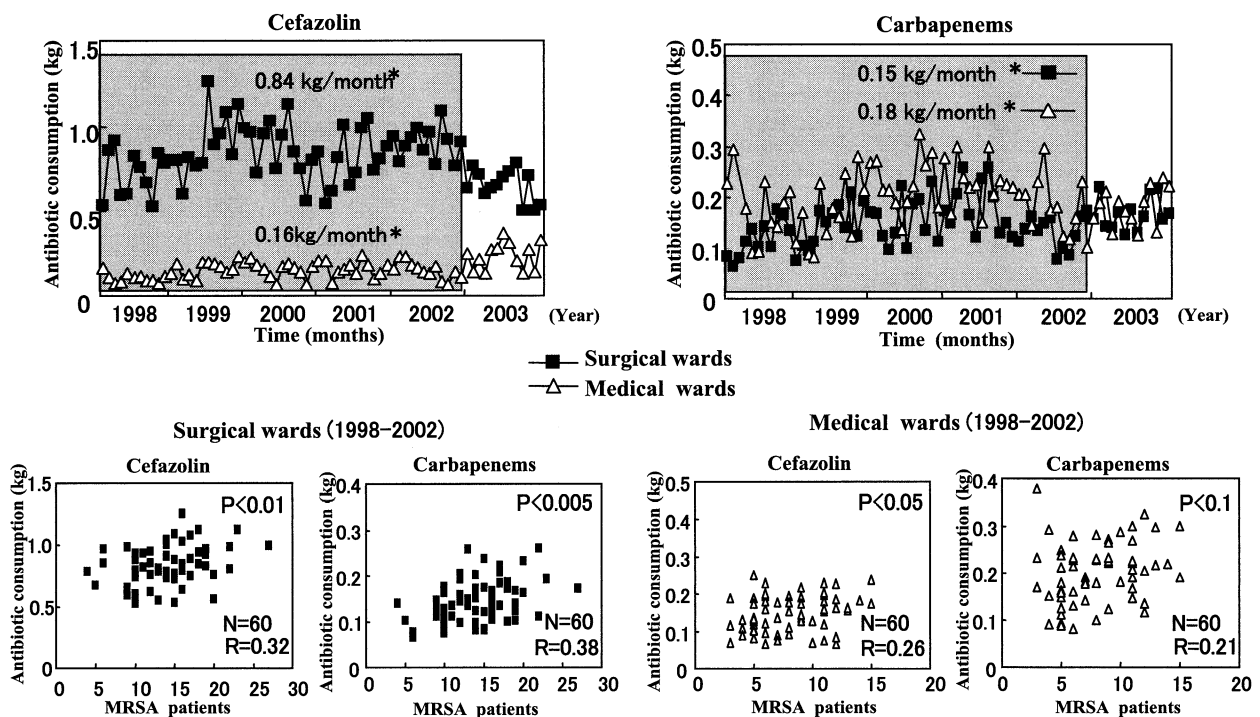 Cefazolin
Antibiotic consumption (kg)
1.5
1.0
0.5
0
0.84 kg/month*
0.16kg/month*
1998 1999 2000 2001 2002 2003 (Year)
Time (months)
Carbapenems
Antibiotic consumption (kg)
0.5
0.4
0.3
0.2
0.1
0
0.15 kg/month *
0.18 kg/month *
1998 1999 2000 2001 2002 2003 (Year)
Time (months)
Surgical wards
Medical wards
Surgical wards (1998-2002)
Cefazolin
Antibiotic consumption (kg)
1.5
1.0
0.5
0
P<0.01
N=60
R=0.32
0 5 10 15 20 25 30
MRSA patients
Carbapenems
Antibiotic consumption (kg)
0.4
0.3
0.2
0.1
0
P<0.005
N=60
R=0.38
0 5 10 15 20 25 30
MRSA patients
Medical wards (1998-2002)
Cefazolin
Antibiotic consumption (kg)
0.5
0.4
0.3
0.2
0.1
0
P<0.05
N=60
R=0.26
0 5 10 15 20
MRSA patients
Carbapenems
Antibiotic consumption (kg)
0.4
0.3
0.2
0.1
0
P<0.1
N=60
R=0.21
0 5 10 15 20
MRSA patients